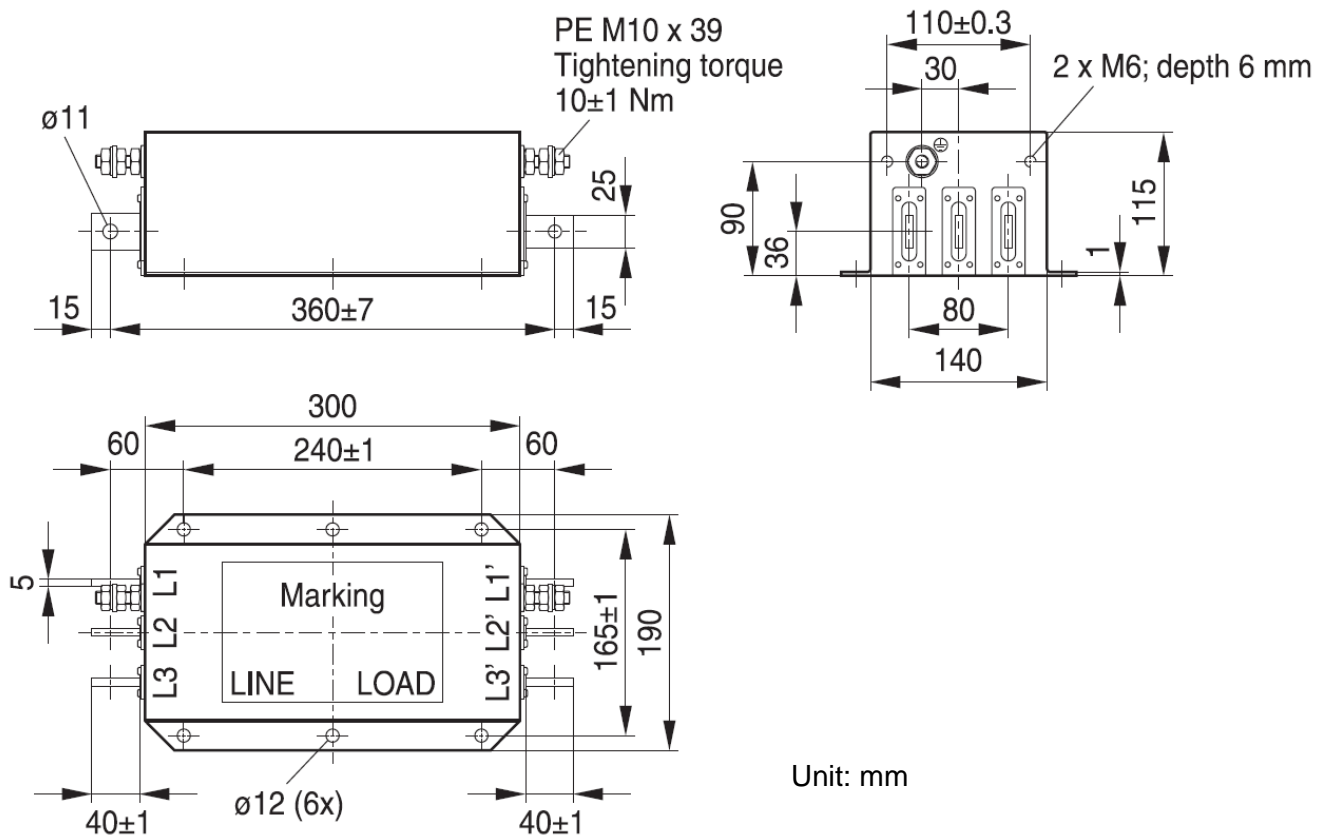 PE M10 x 39
Tightening torque
10±1 Nm
ø11
25
15
360±7
15
110±0.3
30
2 x M6; depth 6 mm
90
36
115
1
80
140
300
60
240±1
60
5
L1
L2
L3
Marking
LINE
LOAD
L1'
L2'
L3'
165±1
190
ø12 (6x)
40±1
40±1
Unit: mm